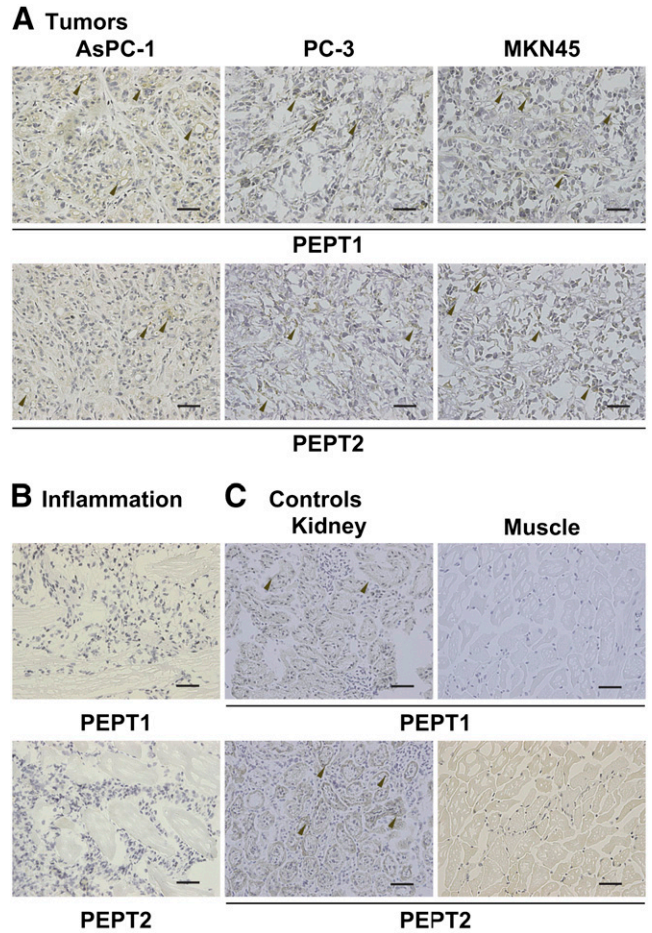 A Tumors
AsPC-1 PC-3 MKN45
PEPT1
PEPT2
B Inflammation C Controls
Kidney Muscle
PEPT1 PEPT1
PEPT2 PEPT2